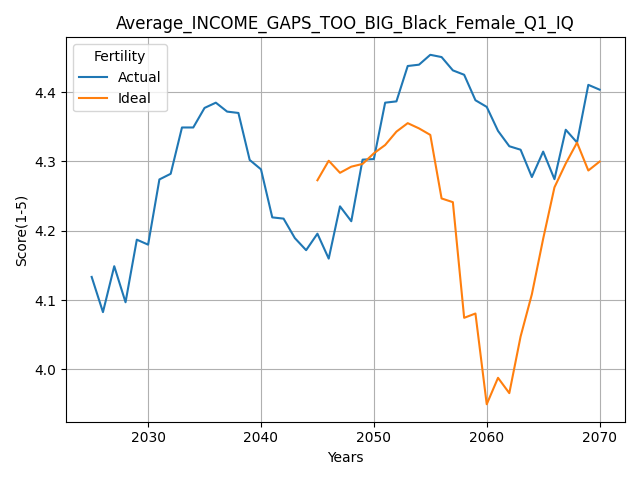 Average_INCOME_GAPS_TOO_BIG_Black_Female_Q1_IQ
Fertility
Actual
Ideal
Score(1-5)
4.4
4.3
4.2
4.1
4.0
2030 2040 2050 2060 2070
Years